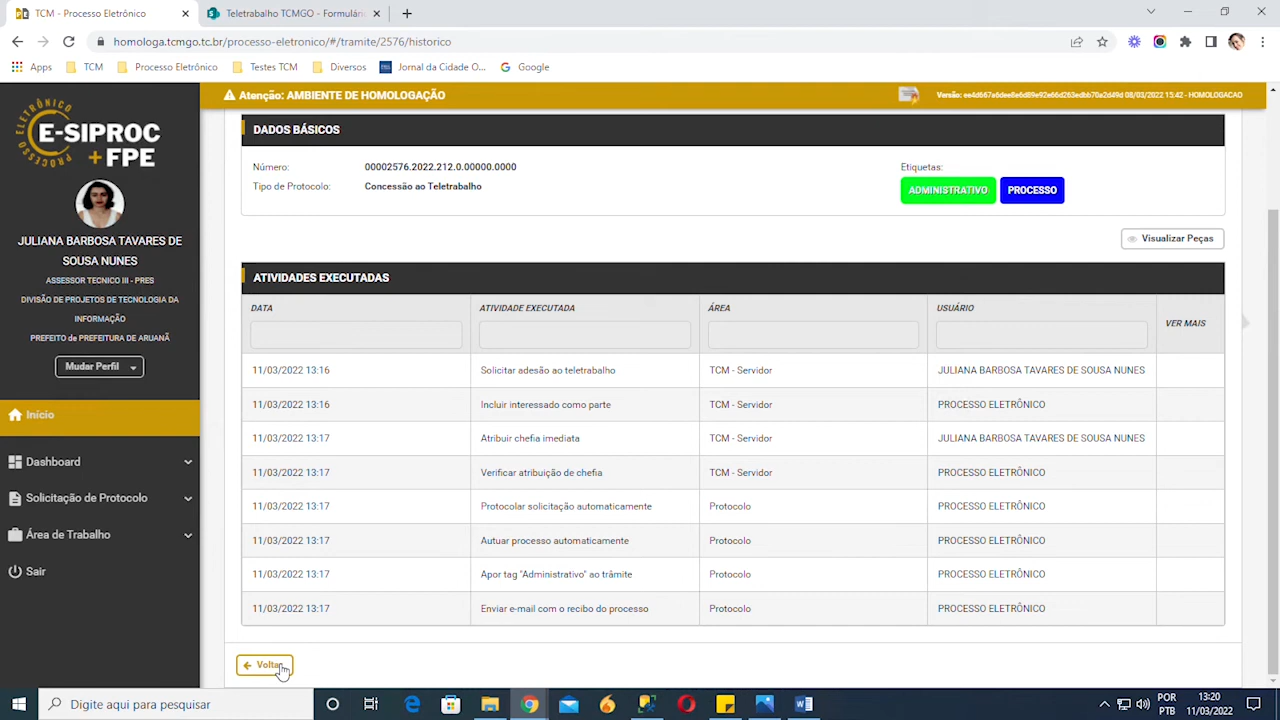 TCM - Processo Eletrônico
Teletrabalho TCMGO - Formulári
homologa.tcmgo.tc.br/processo-eletronico/#/tramite/2576/historico
Apps TCM Processo Eletrônico Testes TCM Diversos Jornal da Cidade O... Google
ELETRÔNICO
E-SIPROC
+FPE
PROCESSO
Atenção: AMBIENTE DE HOMOLOGAÇÃO
08/03/2022 15:42 - HOMOLOGACAO
JULIANA BARBOSA TAVARES DE
SOUSA NUNES
ASSESSOR TECNICO III - PRES
DIVISÃO DE PROJETOS DE TECNOLOGIA DA
INFORMAÇÃO
PREFEITO de PREFEITURA DE ARUANÃ
Mudar Perfil
Início
Dashboard
Solicitação de Protocolo
Área de Trabalho
Sair
DADOS BÁSICOS
Número: 00002576.2022.212.0.00000.0000
Tipo de Protocolo: Concessão ao Teletrabalho
Etiquetas:
ADMINISTRATIVO PROCESSO
Visualizar Peças
ATIVIDADES EXECUTADAS
DATA ATIVIDADE EXECUTADA ÁREA USUÁRIO VER MAIS
11/03/2022 13:16 Solicitar adesão ao teletrabalho TCM - Servidor JULIANA BARBOSA TAVARES DE SOUSA NUNES
11/03/2022 13:16 Incluir interessado como parte TCM - Servidor PROCESSO ELETRÔNICO
11/03/2022 13:17 Atribuir chefia imediata TCM - Servidor JULIANA BARBOSA TAVARES DE SOUSA NUNES
11/03/2022 13:17 Verificar atribuição de chefia TCM - Servidor PROCESSO ELETRÔNICO
11/03/2022 13:17 Protocolar solicitação automaticamente Protocolo PROCESSO ELETRÔNICO
11/03/2022 13:17 Autuar processo automaticamente Protocolo PROCESSO ELETRÔNICO
11/03/2022 13:17 Apor tag "Administrativo" ao trâmite Protocolo PROCESSO ELETRÔNICO
11/03/2022 13:17 Enviar e-mail com o recibo do processo Protocolo PROCESSO ELETRÔNICO
Voltar
Digite aqui para pesquisar
POR
PTB
13:20
11/03/2022